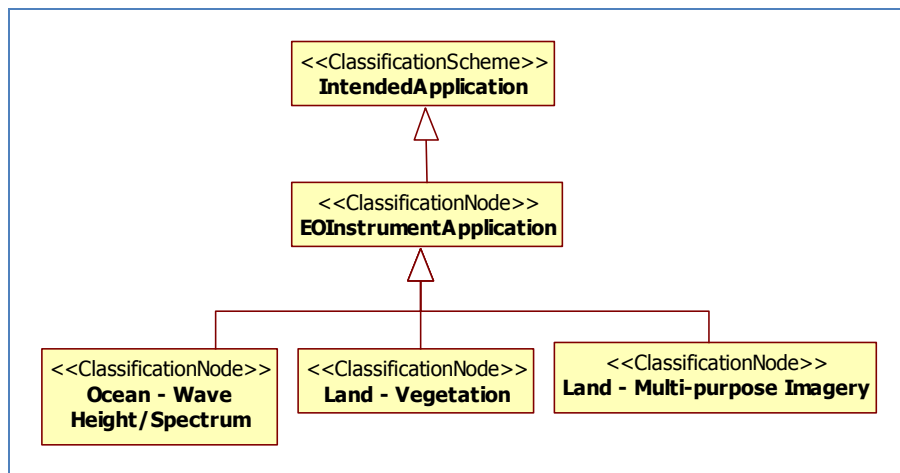 <<ClassificationScheme>>
IntendedApplication
<<ClassificationNode>>
EOInstrumentApplication
<<ClassificationNode>>
Ocean - Wave
Height/Spectrum
<<ClassificationNode>>
Land - Vegetation
<<ClassificationNode>>
Land - Multi-purpose Imagery